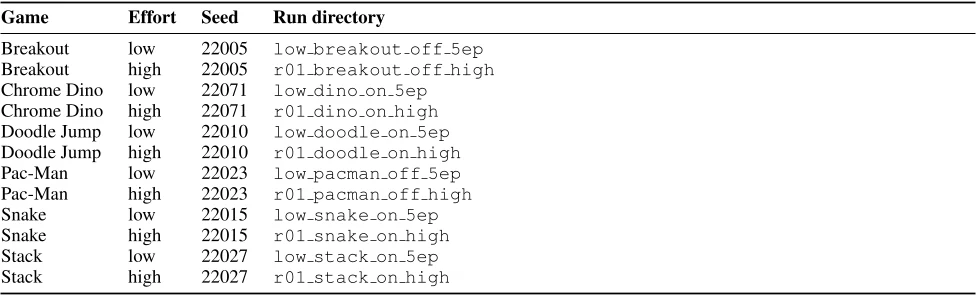 Game Effort Seed Run directory
Breakout low 22005 low_breakout_off_5ep
Breakout high 22005 r01_breakout_off_high
Chrome Dino low 22071 low_dino_on_5ep
Chrome Dino high 22071 r01_dino_on_high
Doodle Jump low 22010 low_doodle_on_5ep
Doodle Jump high 22010 r01_doodle_on_high
Pac-Man low 22023 low_pacman_off_5ep
Pac-Man high 22023 r01_pacman_off_high
Snake low 22015 low_snake_on_5ep
Snake high 22015 r01_snake_on_high
Stack low 22027 low_stack_on_5ep
Stack high 22027 r01_stack_on_high